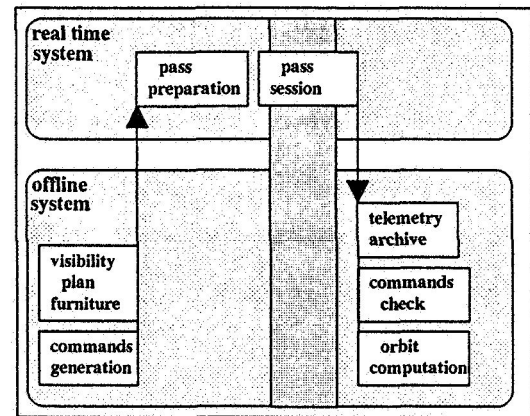 real time
system
pass
preparation
pass
session
offline
system
visibility
plan
furniture
commands
generation
telemetry
archive
commands
check
orbit
computation